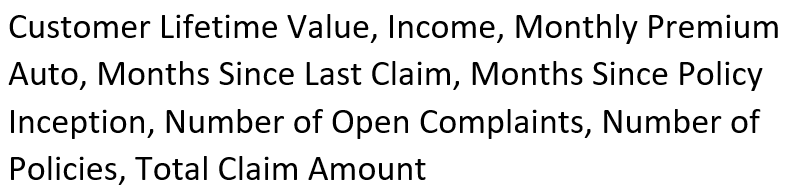 Customer Lifetime Value, Income, Monthly Premium
Auto, Months Since Last Claim, Months Since Policy
Inception, Number of Open Complaints, Number of
Policies, Total Claim Amount